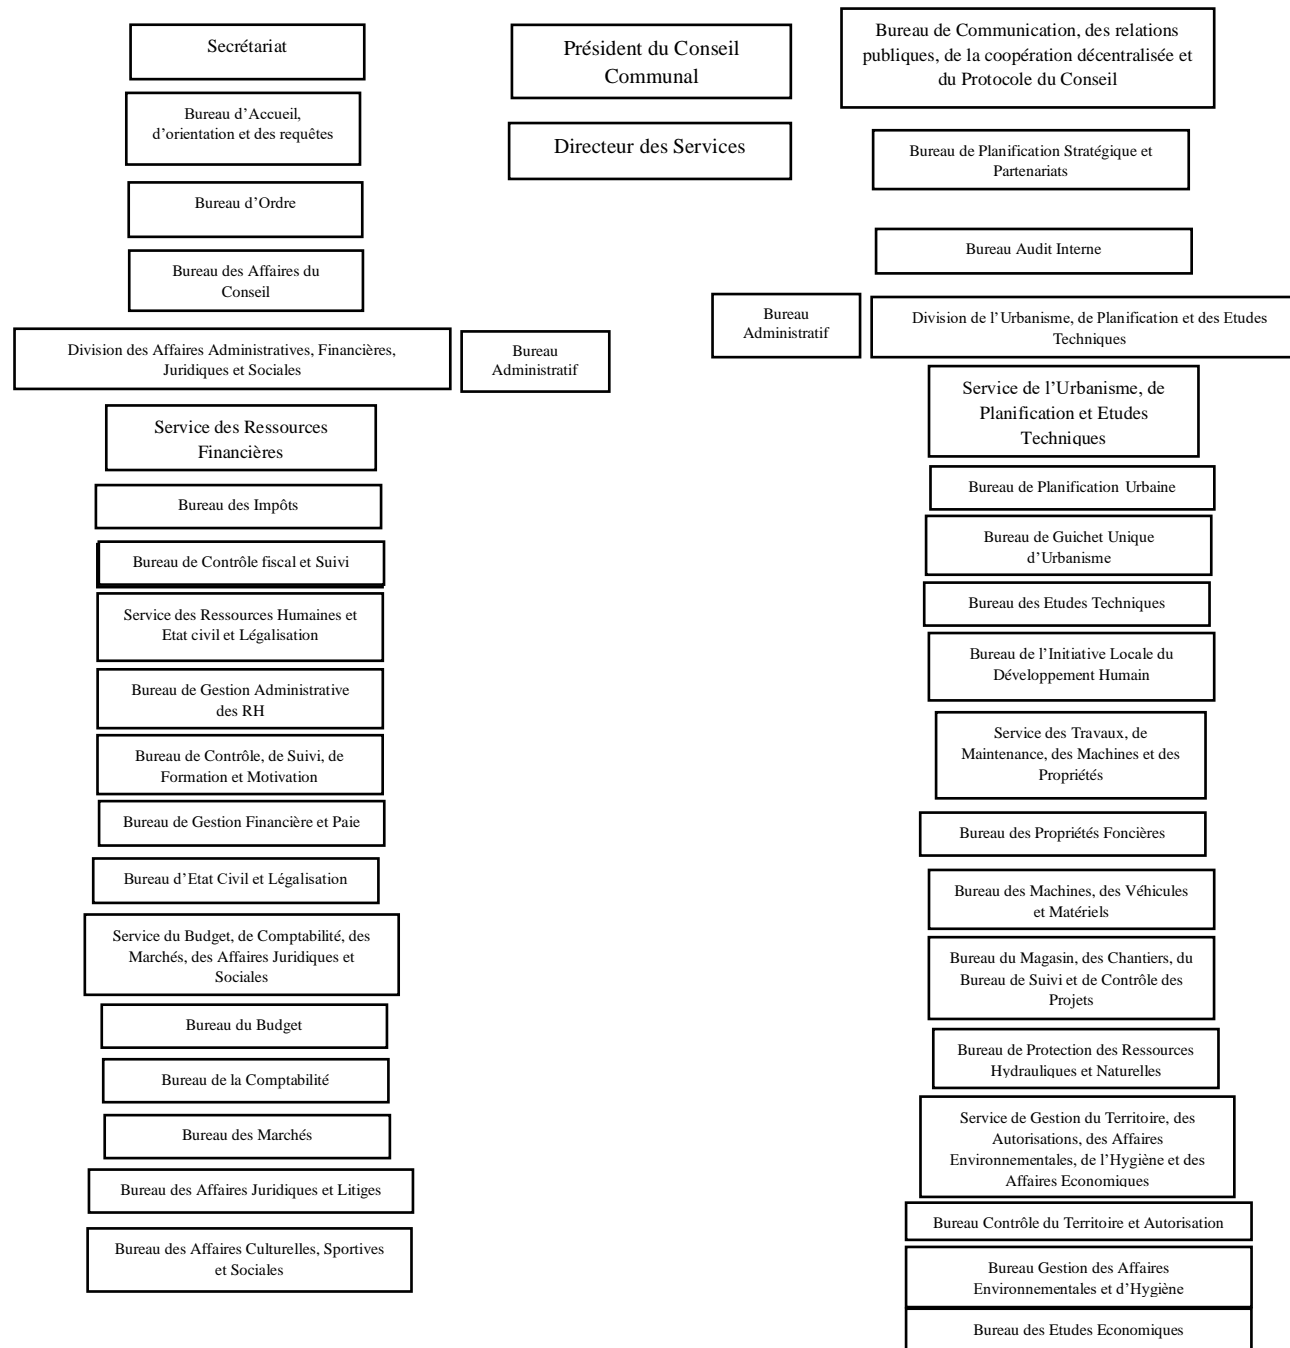 Secrétariat
Président du Conseil
Communal
Bureau de Communication, des relations
publiques, de la coopération décentralisée et
du Protocole du Conseil
Bureau d’Accueil,
d’orientation et des requêtes
Directeur des Services
Bureau de Planification Stratégique et
Partenariats
Bureau d’Ordre
Bureau Audit Interne
Bureau des Affaires du
Conseil
Bureau
Administratif
Division de l’Urbanisme, de Planification et des Etudes
Techniques
Division des Affaires Administratives, Financières,
Juridiques et Sociales
Bureau
Administratif
Service des Ressources
Financières
Bureau des Impôts
Bureau de Contrôle fiscal et Suivi
Service des Ressources Humaines et
Etat civil et Légalisation
Bureau de Gestion Administrative
des RH
Bureau de Contrôle, de Suivi, de
Formation et Motivation
Bureau de Gestion Financière et Paie
Bureau d’Etat Civil et Légalisation
Service du Budget, de Comptabilité, des
Marchés, des Affaires Juridiques et
Sociales
Bureau du Budget
Bureau de la Comptabilité
Bureau des Marchés
Bureau des Affaires Juridiques et Litiges
Bureau des Affaires Culturelles, Sportives
et Sociales
Service de l’Urbanisme, de
Planification et Etudes
Techniques
Bureau de Planification Urbaine
Bureau de Guichet Unique
d’Urbanisme
Bureau des Etudes Techniques
Bureau de l’Initiative Locale du
Développement Humain
Service des Travaux, de
Maintenance, des Machines et des
Propriétés
Bureau des Propriétés Foncières
Bureau des Machines, des Véhicules
et Matériels
Bureau du Magasin, des Chantiers, du
Bureau de Suivi et de Contrôle des
Projets
Bureau de Protection des Ressources
Hydrauliques et Naturelles
Service de Gestion du Territoire, des
Autorisations, des Affaires
Environnementales, de l’Hygiène et des
Affaires Economiques
Bureau Contrôle du Territoire et Autorisation
Bureau Gestion des Affaires
Environnementales et d’Hygiène
Bureau des Etudes Economiques